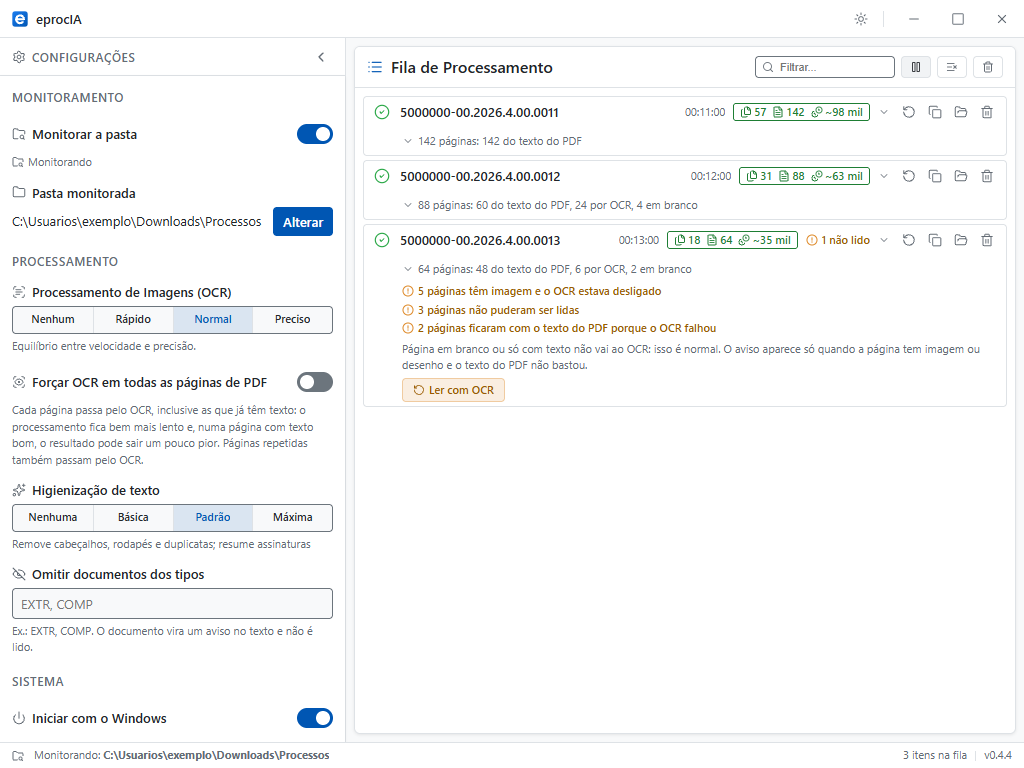 eprocIA
CONFIGURAÇÕES
MONITORAMENTO
Monitorar a pasta
Monitorando
Pasta monitorada
C:\Usuarios\exemplo\Downloads\Processos
Alterar
PROCESSAMENTO
Processamento de Imagens (OCR)
Nenhum Rápido Normal Preciso
Equilíbrio entre velocidade e precisão.
Forçar OCR em todas as páginas de PDF
Cada página passa pelo OCR, inclusive as que já têm texto: o
processamento fica bem mais lento e, numa página com texto
bom, o resultado pode sair um pouco pior. Páginas repetidas
também passam pelo OCR.
Higienização de texto
Nenhuma Básica Padrão Máxima
Remove cabeçalhos, rodapés e duplicatas; resume assinaturas
Omitir documentos dos tipos
EXTR, COMP
Ex.: EXTR, COMP. O documento vira um aviso no texto e não é
lido.
SISTEMA
Iniciar com o Windows
Fila de Processamento
Filtrar...
5000000-00.2026.4.00.0011 00:11:00 57 142 ~98 mil
142 páginas: 142 do texto do PDF
5000000-00.2026.4.00.0012 00:12:00 31 88 ~63 mil
88 páginas: 60 do texto do PDF, 24 por OCR, 4 em branco
5000000-00.2026.4.00.0013 00:13:00 18 64 ~35 mil 1 não lido
64 páginas: 48 do texto do PDF, 6 por OCR, 2 em branco
5 páginas têm imagem e o OCR estava desligado
3 páginas não puderam ser lidas
2 páginas ficaram com o texto do PDF porque o OCR falhou
Página em branco ou só com texto não vai ao OCR: isso é normal. O aviso aparece só quando a página tem imagem ou
desenho e o texto do PDF não bastou.
Ler com OCR
Monitorando: C:\Usuarios\exemplo\Downloads\Processos
3 itens na fila v0.4.4